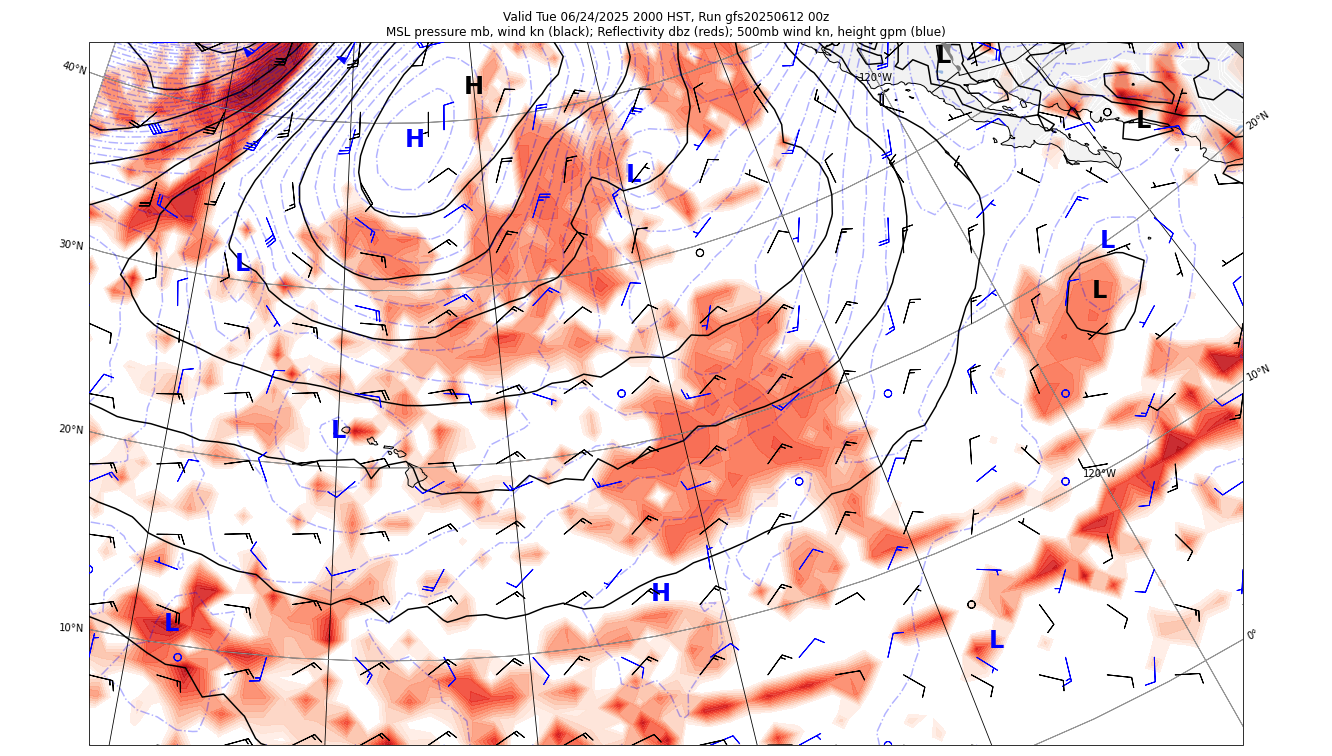 Valid Tue 06/24/2025 2000 HST, Run gfs20250612 00z
MSL pressure mb, wind kn (black); Reflectivity dbz (reds); 500mb wind kn, height gpm (blue)
L
40°N
120°W
H
L
20°N
H
L
30°N
L
L
L
10°N
20°N
L
120°W
H
10°N
L
L
0°